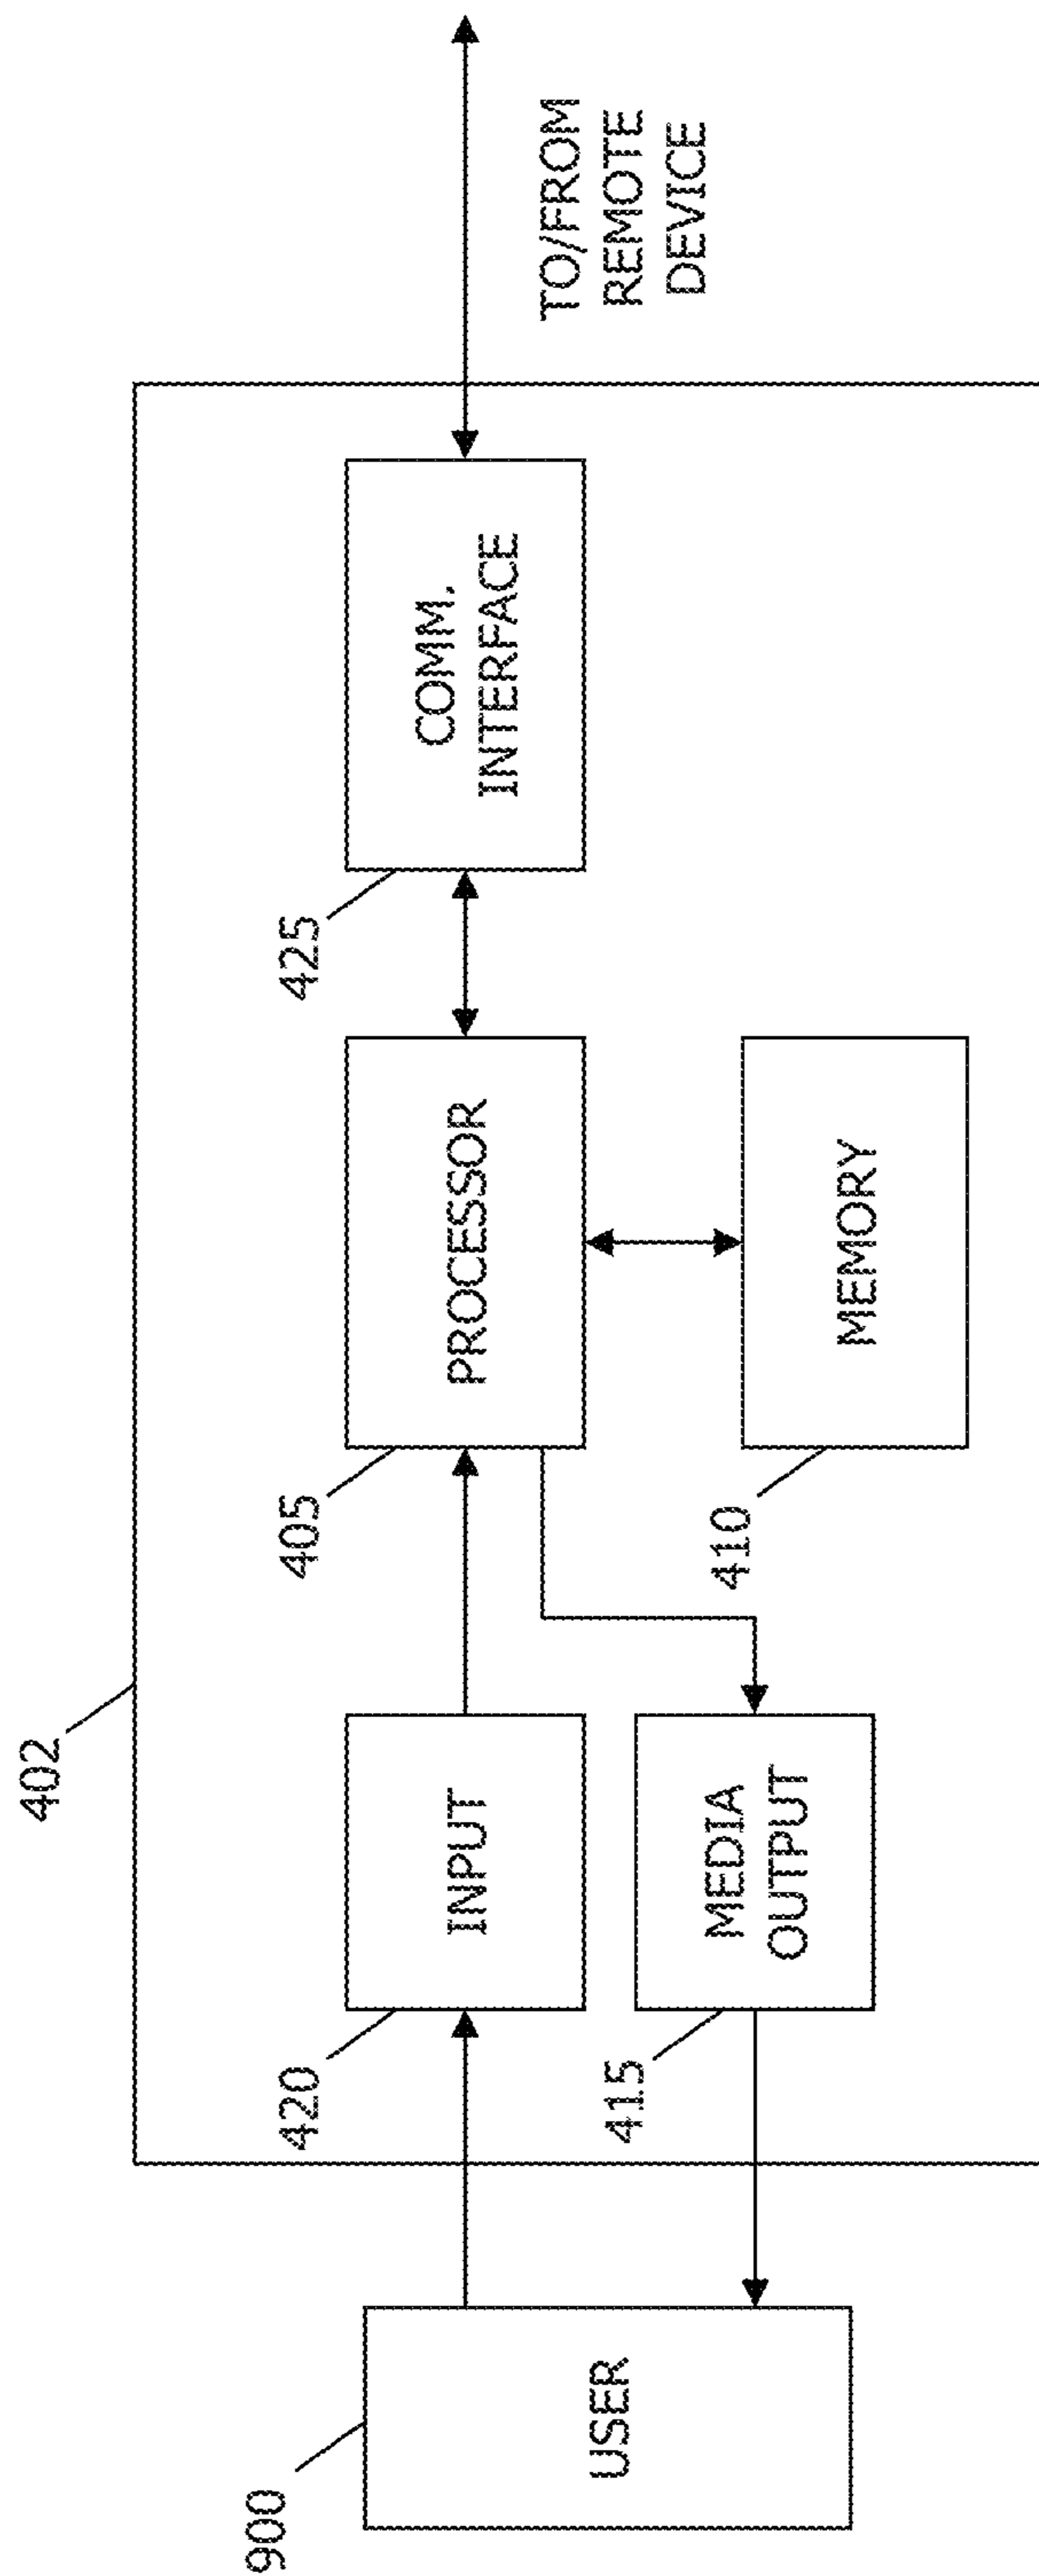 402
900
USER
420
INPUT
415
MEDIA
OUTPUT
405
PROCESSOR
410
MEMORY
425
COMM.
INTERFACE
TO/FROM
REMOTE
DEVICE